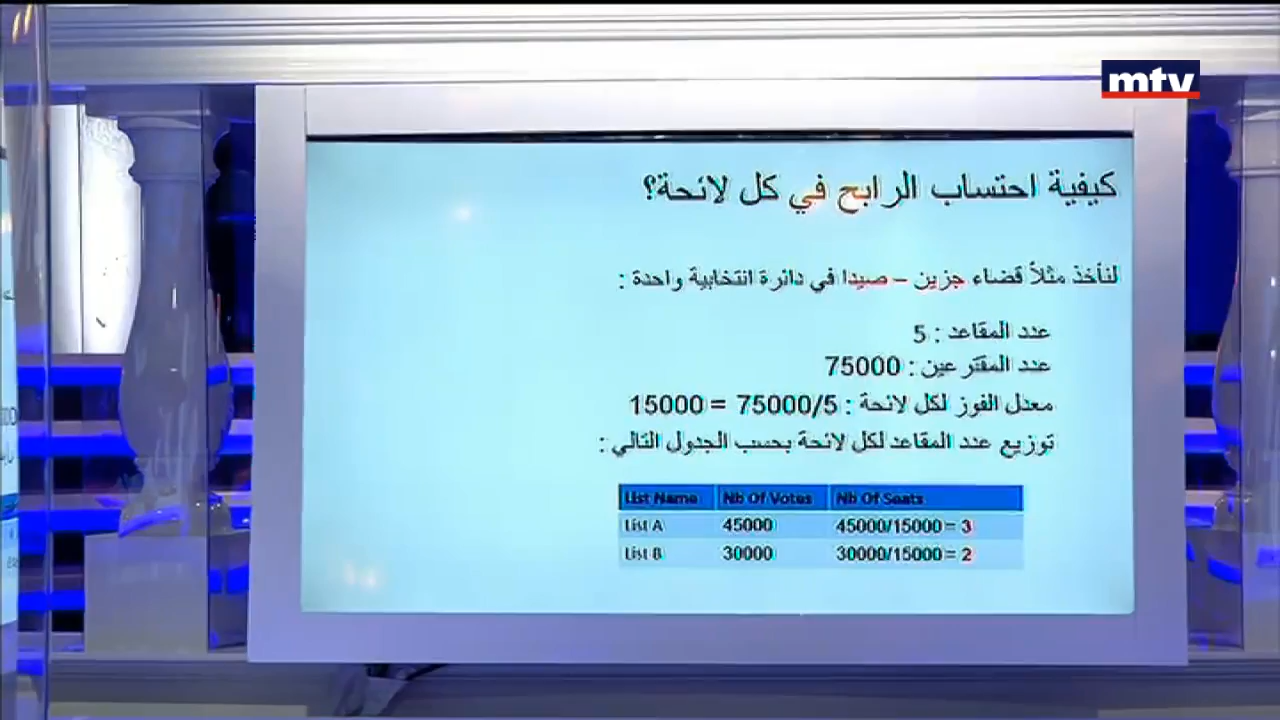 mtv
كيفية احتساب الرابح في كل لائحة؟
لنأخذ مثلاً قضاء جزين – صيدا في دائرة انتخابية واحدة :
عدد المقاعد : 5
عدد المقترعين : 75000
معدل الفوز لكل لائحة : 75000/5 = 15000
توزيع عدد المقاعد لكل لائحة بحسب الجدول التالي :
List Name Nb Of Votes Nb Of Seats
List A 45000 45000/15000 = 3
List B 30000 30000/15000 = 2